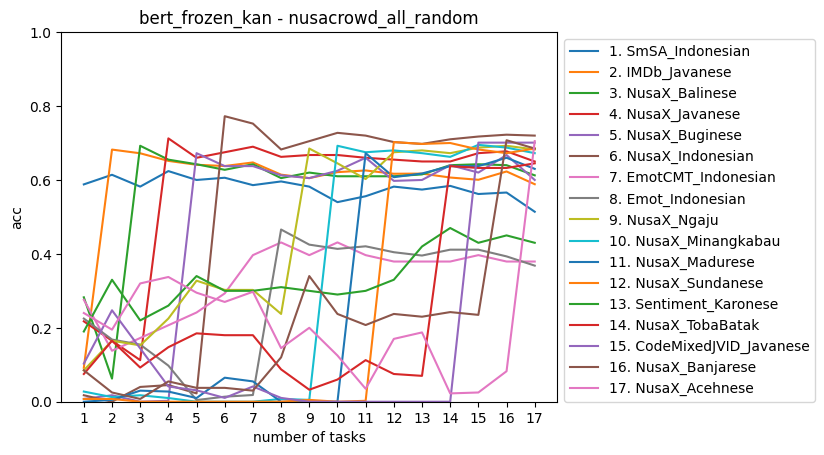 bert_frozen_kan - nusacrowd_all_random
1.0
0.8
0.6
0.4
0.2
0.0
acc
1 2 3 4 5 6 7 8 9 10 11 12 13 14 15 16 17
number of tasks
1. SmSA_Indonesian
2. IMDb_Javanese
3. NusaX_Balinese
4. NusaX_Javanese
5. NusaX_Buginese
6. NusaX_Indonesian
7. EmotCMT_Indonesian
8. Emot_Indonesian
9. NusaX_Ngaju
10. NusaX_Minangkabau
11. NusaX_Madurese
12. NusaX_Sundanese
13. Sentiment_Karonese
14. NusaX_TobaBatak
15. CodeMixedJVID_Javanese
16. NusaX_Banjarese
17. NusaX_Acehnese